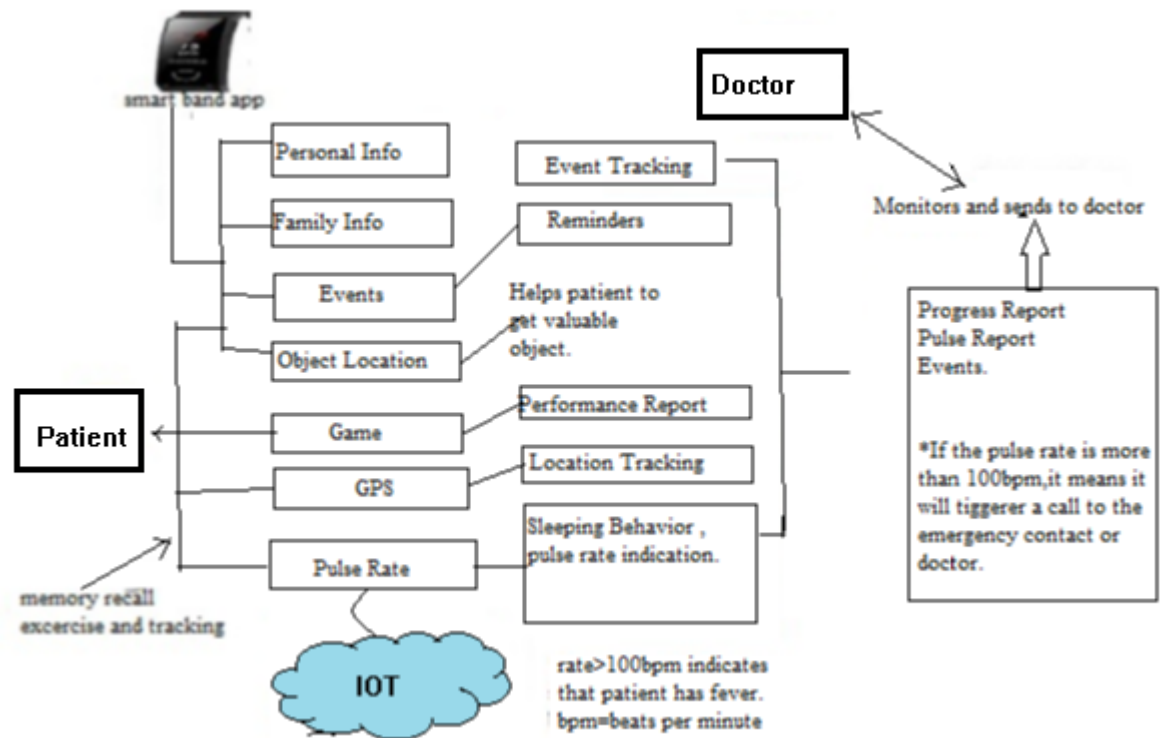 smart band app
Doctor
Personal Info
Event Tracking
Monitors and sends to doctor
Family Info
Reminders
Events
Helps patient to
get valuable
object.
Object Location
Progress Report
Pulse Report
Events.
*If the pulse rate is more
than 100bpm,it means it
will tiggerer a call to the
emergency contact or
doctor.
Patient
Game
Performance Report
GPS
Location Tracking
Sleeping Behavior ,
pulse rate indication.
Pulse Rate
memory recall
excercise and tracking
IOT
rate>100bpm indicates
that patient has fever.
bpm=beats per minute